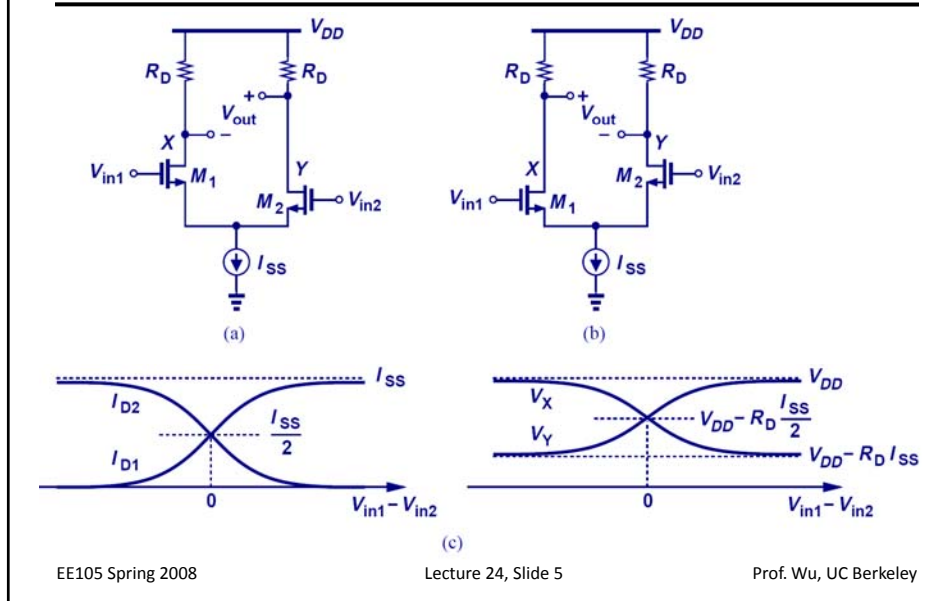 V_DD
V_DD
R_D R_D R_D R_D
+ +
V_out V_out
X − − Y
V_in1 M_1 Y X M_2 V_in2
M_2 V_in2 V_in1 M_1
I_SS I_SS
(a) (b)
I_SS V_DD
I_D2 V_X
I_SS/2 V_DD − R_D I_SS/2
I_D1 V_Y
V_DD − R_D I_SS
0 V_in1 − V_in2 0 V_in1 − V_in2
(c)
EE105 Spring 2008 Lecture 24, Slide 5 Prof. Wu, UC Berkeley